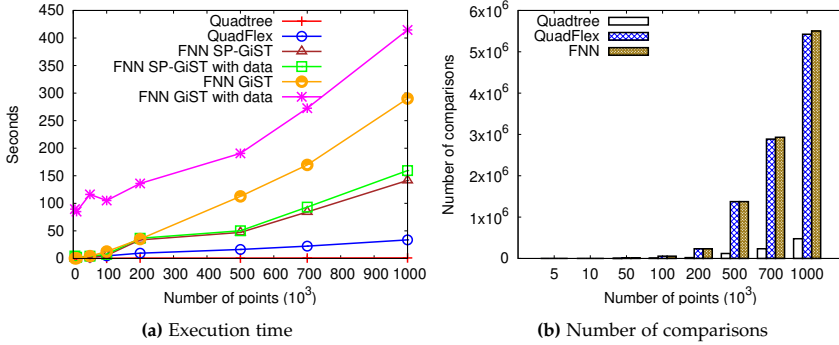 Quadtree
QuadFlex
FNN SP-GiST
FNN SP-GiST with data
FNN GiST
FNN GiST with data
450
400
350
300
250
200
150
100
50
0
Seconds
0 100 200 300 400 500 600 700 800 900 1000
Number of points (10³)
(a) Execution time
Quadtree
QuadFlex
FNN
6x10⁶
5x10⁶
4x10⁶
3x10⁶
2x10⁶
1x10⁶
0
Number of comparisons
5 10 50 100 200 500 700 1000
Number of points (10³)
(b) Number of comparisons